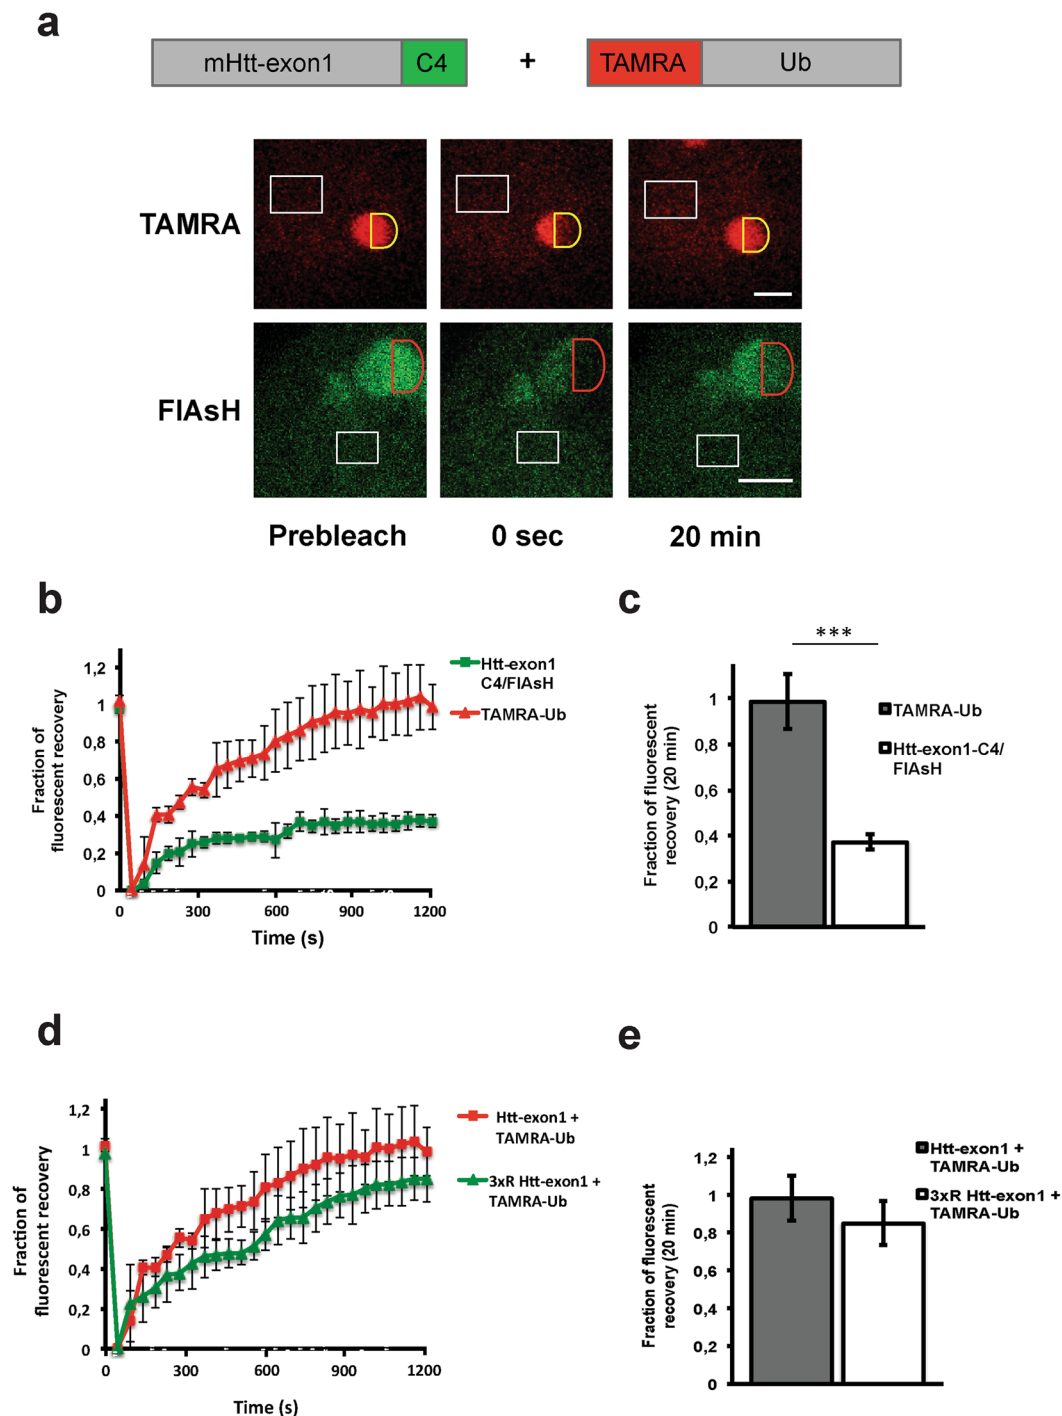 a
mHtt-exon1 C4 + TAMRA Ub
TAMRA
FlAsH
Prebleach 0 sec 20 min
b
Fraction of
fluorescent recovery
1,2
1
0,8
0,6
0,4
0,2
0
0 300 600 900 1200
Time (s)
Htt-exon1
C4/FlAsH
TAMRA-Ub
c
***
Fraction of fluorescent
recovery (20 min)
1
0,8
0,6
0,4
0,2
0
TAMRA-Ub
Htt-exon1-C4/
FlAsH
d
Fraction of
fluorescent recovery
1,2
1
0,8
0,6
0,4
0,2
0
0 300 600 900 1200
Time (s)
Htt-exon1 +
TAMRA-Ub
3xR Htt-exon1 +
TAMRA-Ub
e
Fraction of fluorescent
recovery (20 min)
1,2
1
0,8
0,6
0,4
0,2
0
Htt-exon1 +
TAMRA-Ub
3xR Htt-exon1 +
TAMRA-Ub